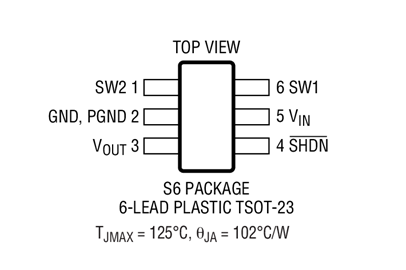 TOP VIEW
SW2 1
6 SW1
GND, PGND 2
5 VIN
VOUT 3
4 SHDN
S6 PACKAGE
6-LEAD PLASTIC TSOT-23
TJMAX = 125°C, θJA = 102°C/W